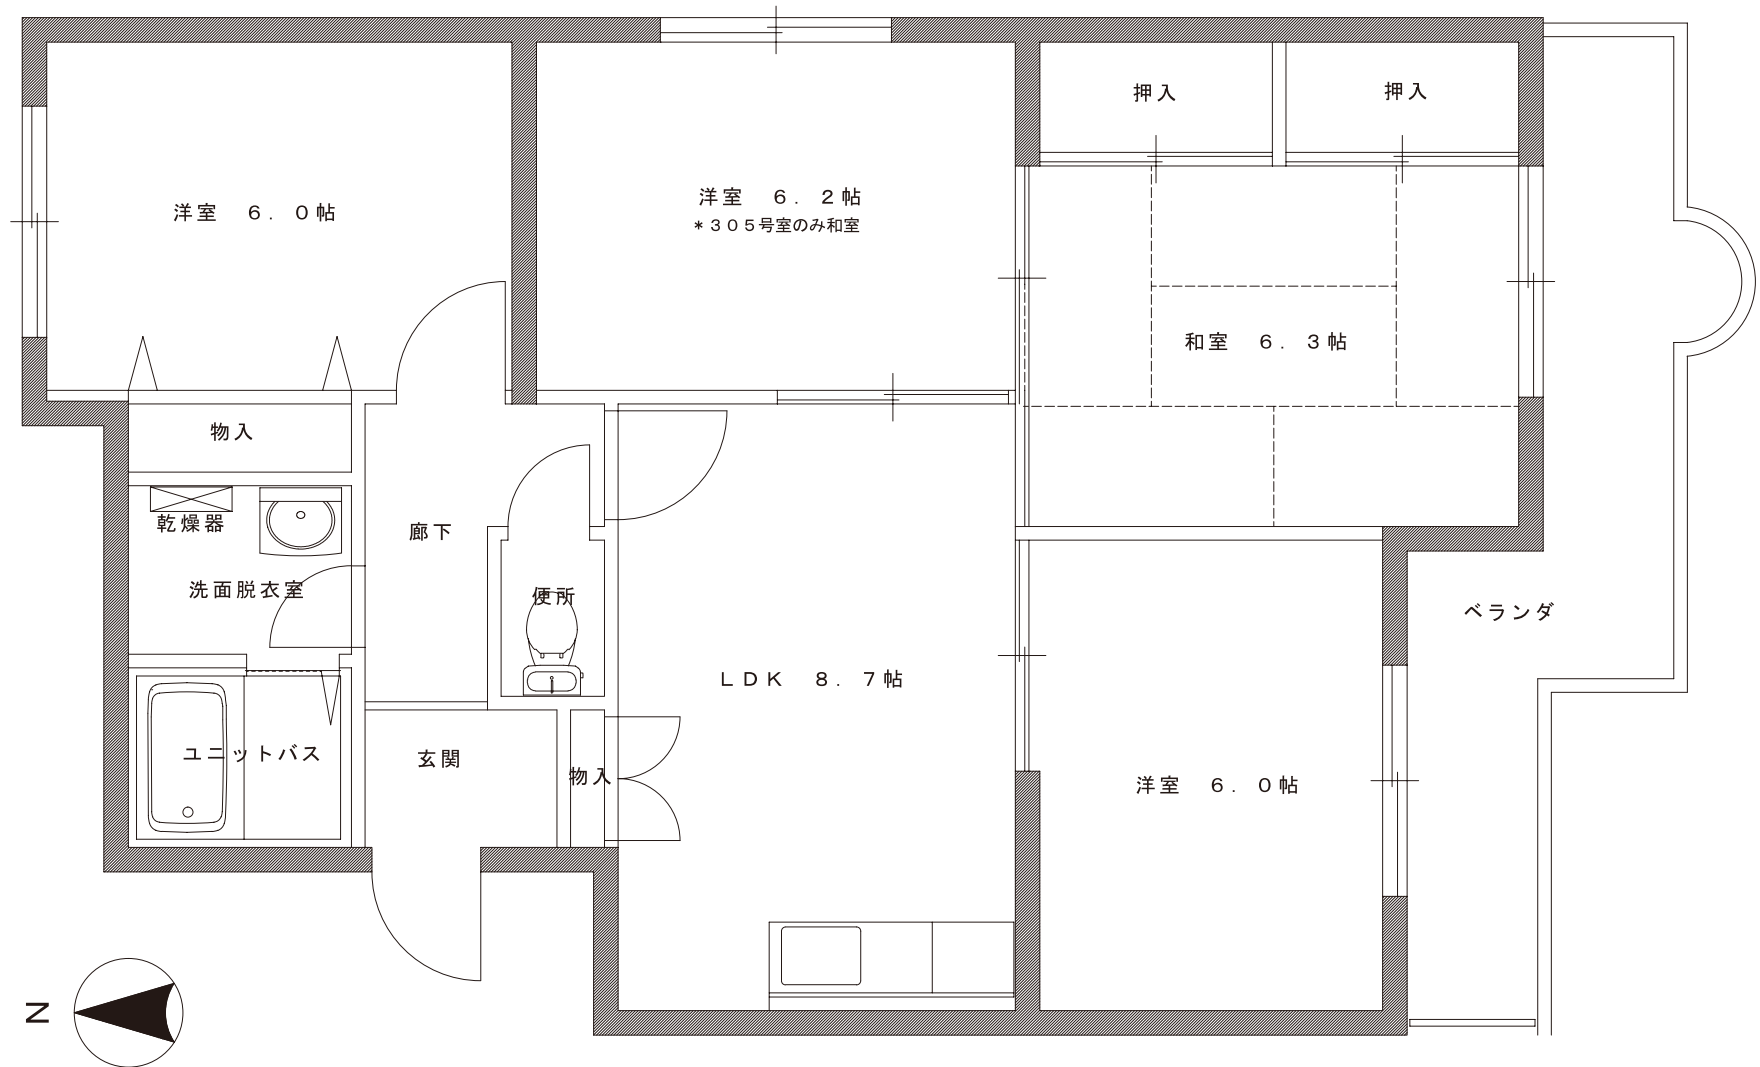 押入
押入
洋室　６．０帖
洋室　６．２帖
＊３０５号室のみ和室
和室　６．３帖
物入
乾燥器
廊下
洗面脱衣室
便所
ベランダ
ＬＤＫ　８．７帖
ユニットバス
玄関
物入
洋室　６．０帖
N